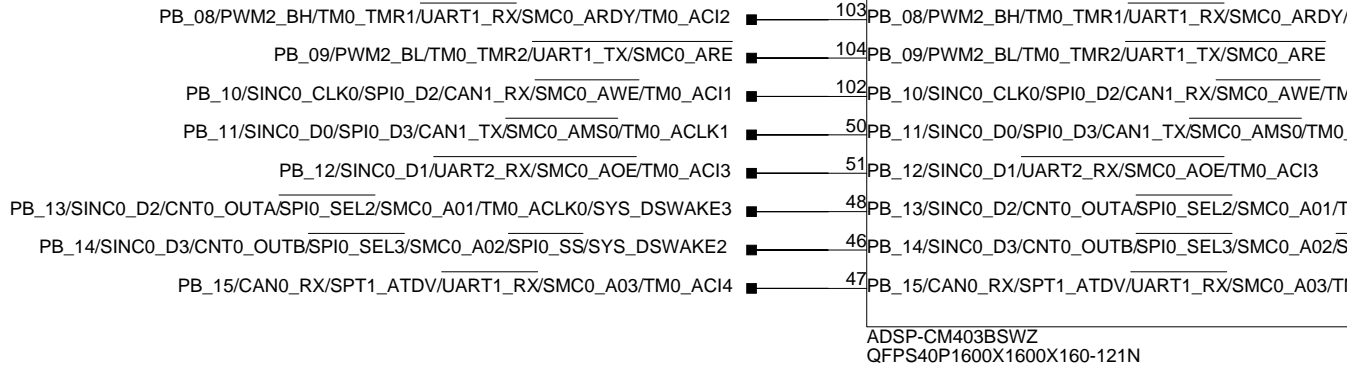 PB_08/PWM2_BH/TM0_TMR1/UART1_RX/SMC0_ARDY/TM0_ACI2 103 PB_08/PWM2_BH/TM0_TMR1/UART1_RX/SMC0_ARDY/
PB_09/PWM2_BL/TM0_TMR2/UART1_TX/SMC0_ARE 104 PB_09/PWM2_BL/TM0_TMR2/UART1_TX/SMC0_ARE
PB_10/SINC0_CLK0/SPI0_D2/CAN1_RX/SMC0_AWE/TM0_ACI1 102 PB_10/SINC0_CLK0/SPI0_D2/CAN1_RX/SMC0_AWE/TM
PB_11/SINC0_D0/SPI0_D3/CAN1_TX/SMC0_AMS0/TM0_ACLK1 50 PB_11/SINC0_D0/SPI0_D3/CAN1_TX/SMC0_AMS0/TM0_
PB_12/SINC0_D1/UART2_RX/SMC0_AOE/TM0_ACI3 51 PB_12/SINC0_D1/UART2_RX/SMC0_AOE/TM0_ACI3
PB_13/SINC0_D2/CNT0_OUTA/SPI0_SEL2/SMC0_A01/TM0_ACLK0/SYS_DSWAKE3 48 PB_13/SINC0_D2/CNT0_OUTA/SPI0_SEL2/SMC0_A01/T
PB_14/SINC0_D3/CNT0_OUTB/SPI0_SEL3/SMC0_A02/SPI0_SS/SYS_DSWAKE2 46 PB_14/SINC0_D3/CNT0_OUTB/SPI0_SEL3/SMC0_A02/S
PB_15/CAN0_RX/SPT1_ATDV/UART1_RX/SMC0_A03/TM0_ACI4 47 PB_15/CAN0_RX/SPT1_ATDV/UART1_RX/SMC0_A03/T
ADSP-CM403BSWZ
QFPS40P1600X1600X160-121N